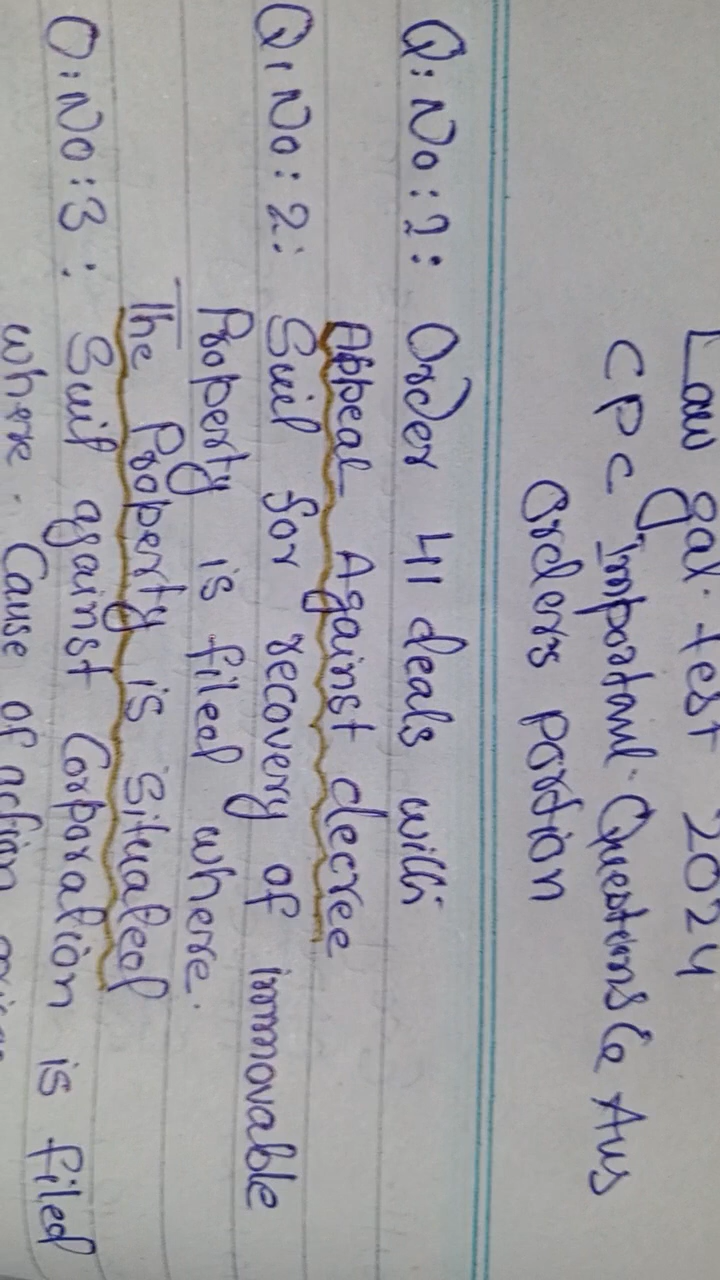 Law gat test 2024
CPC Important Questions & Ans
Orders portion
Q: No: 1: Order 41 deals with
Appeal Against decree
Q: No: 2: Suit for recovery of immovable
Property is filed where.
The Property is Situated
Q: No: 3: Suit against Corporation is filed
where. Cause of action